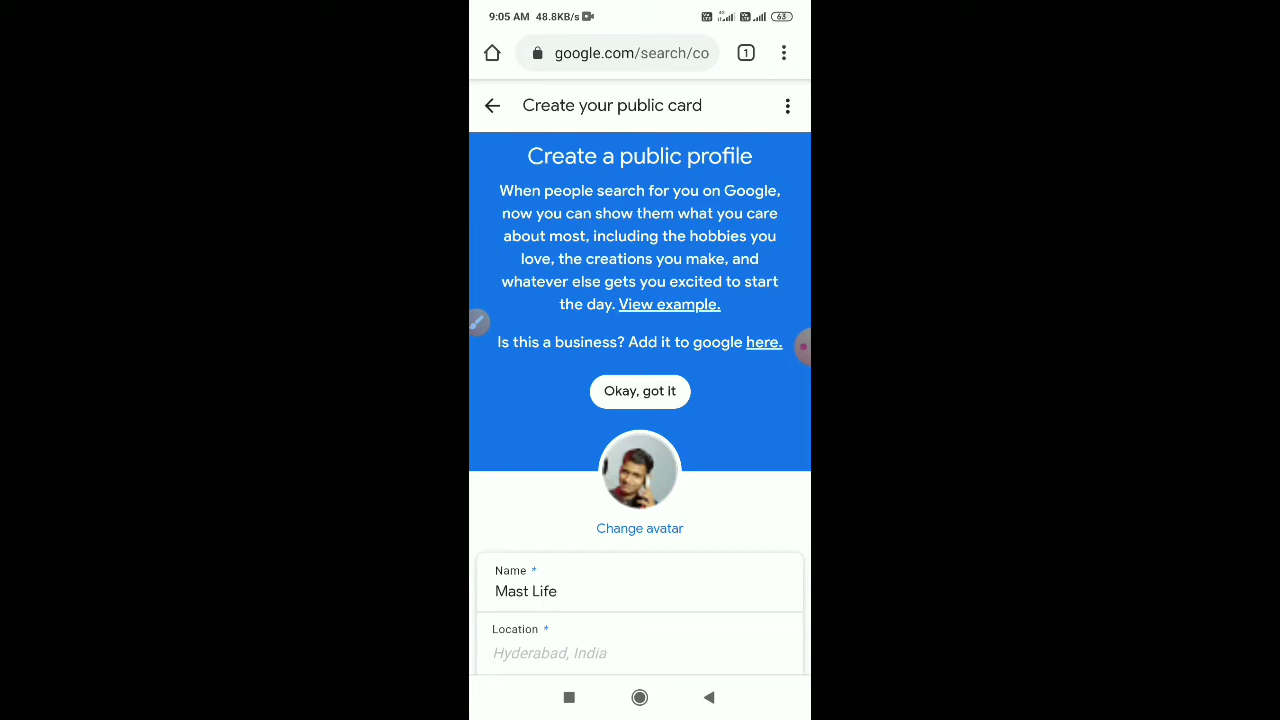 9:05 AM 48.8KB/s 4G 63
google.com/search/co 1
Create your public card
Create a public profile
When people search for you on Google,
now you can show them what you care
about most, including the hobbies you
love, the creations you make, and
whatever else gets you excited to start
the day. View example.
Is this a business? Add it to google here.
Okay, got it
Change avatar
Name *
Mast Life
Location *
Hyderabad, India